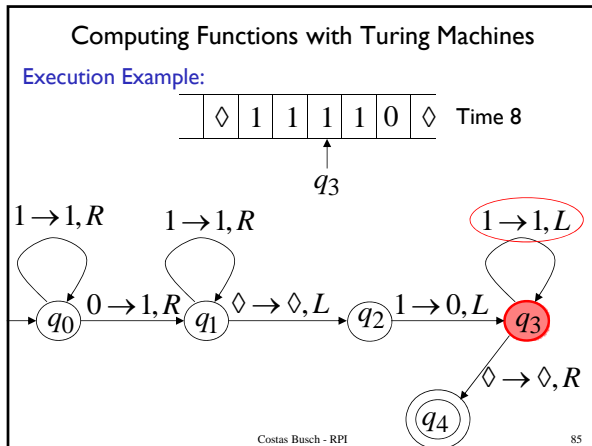 Computing Functions with Turing Machines
Execution Example:
◊ 1 1 1 1 0 ◊ Time 8
q3
1 → 1, R 1 → 1, R 1 → 1, L
q0 0 → 1, R q1 ◊ → ◊, L q2 1 → 0, L q3
◊ → ◊, R
q4
Costas Busch - RPI 85